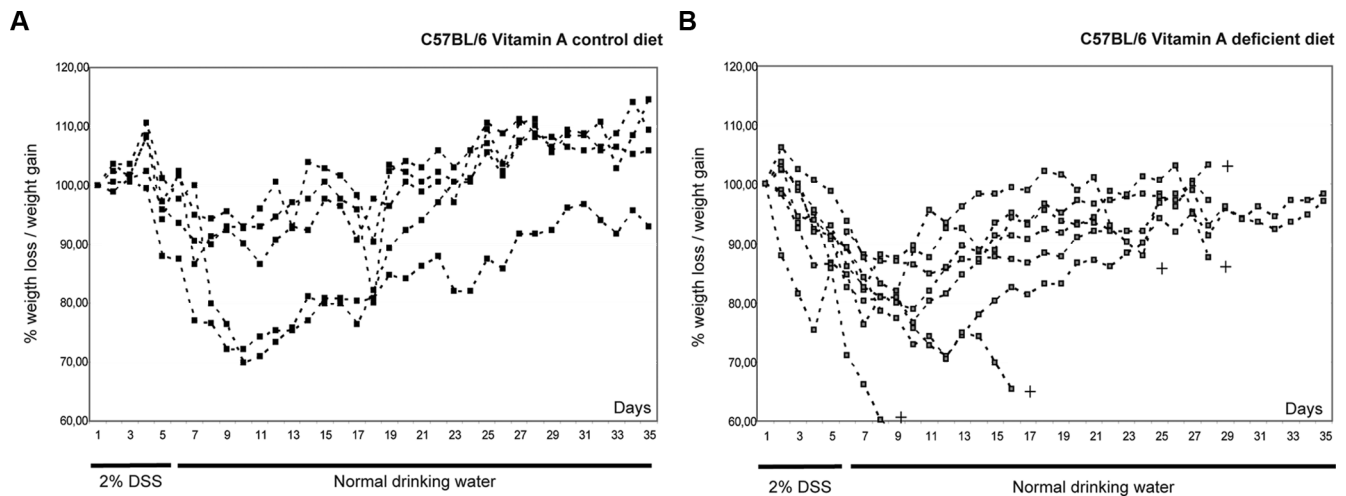 A
C57BL/6 Vitamin A control diet
% weigth loss / weight gain
120,00
110,00
100,00
90,00
80,00
70,00
60,00
Days
1 3 5 7 9 11 13 15 17 19 21 23 25 27 29 31 33 35
2% DSS
Normal drinking water
B
C57BL/6 Vitamin A deficient diet
% weight loss / weight gain
120,00
110,00
100,00
90,00
80,00
70,00
60,00
Days
1 3 5 7 9 11 13 15 17 19 21 23 25 27 29 31 33 35
2% DSS
Normal drinking water